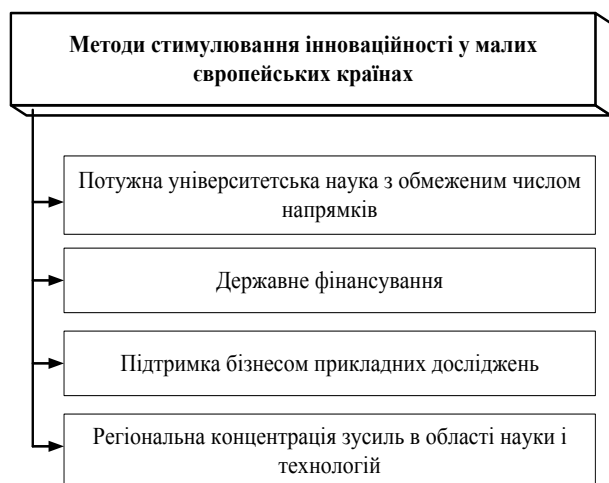 Методи стимулювання інноваційності у малих
європейських країнах
Потужна університетська наука з обмеженим числом
напрямків
Державне фінансування
Підтримка бізнесом прикладних досліджень
Регіональна концентрація зусиль в області науки і
технологій